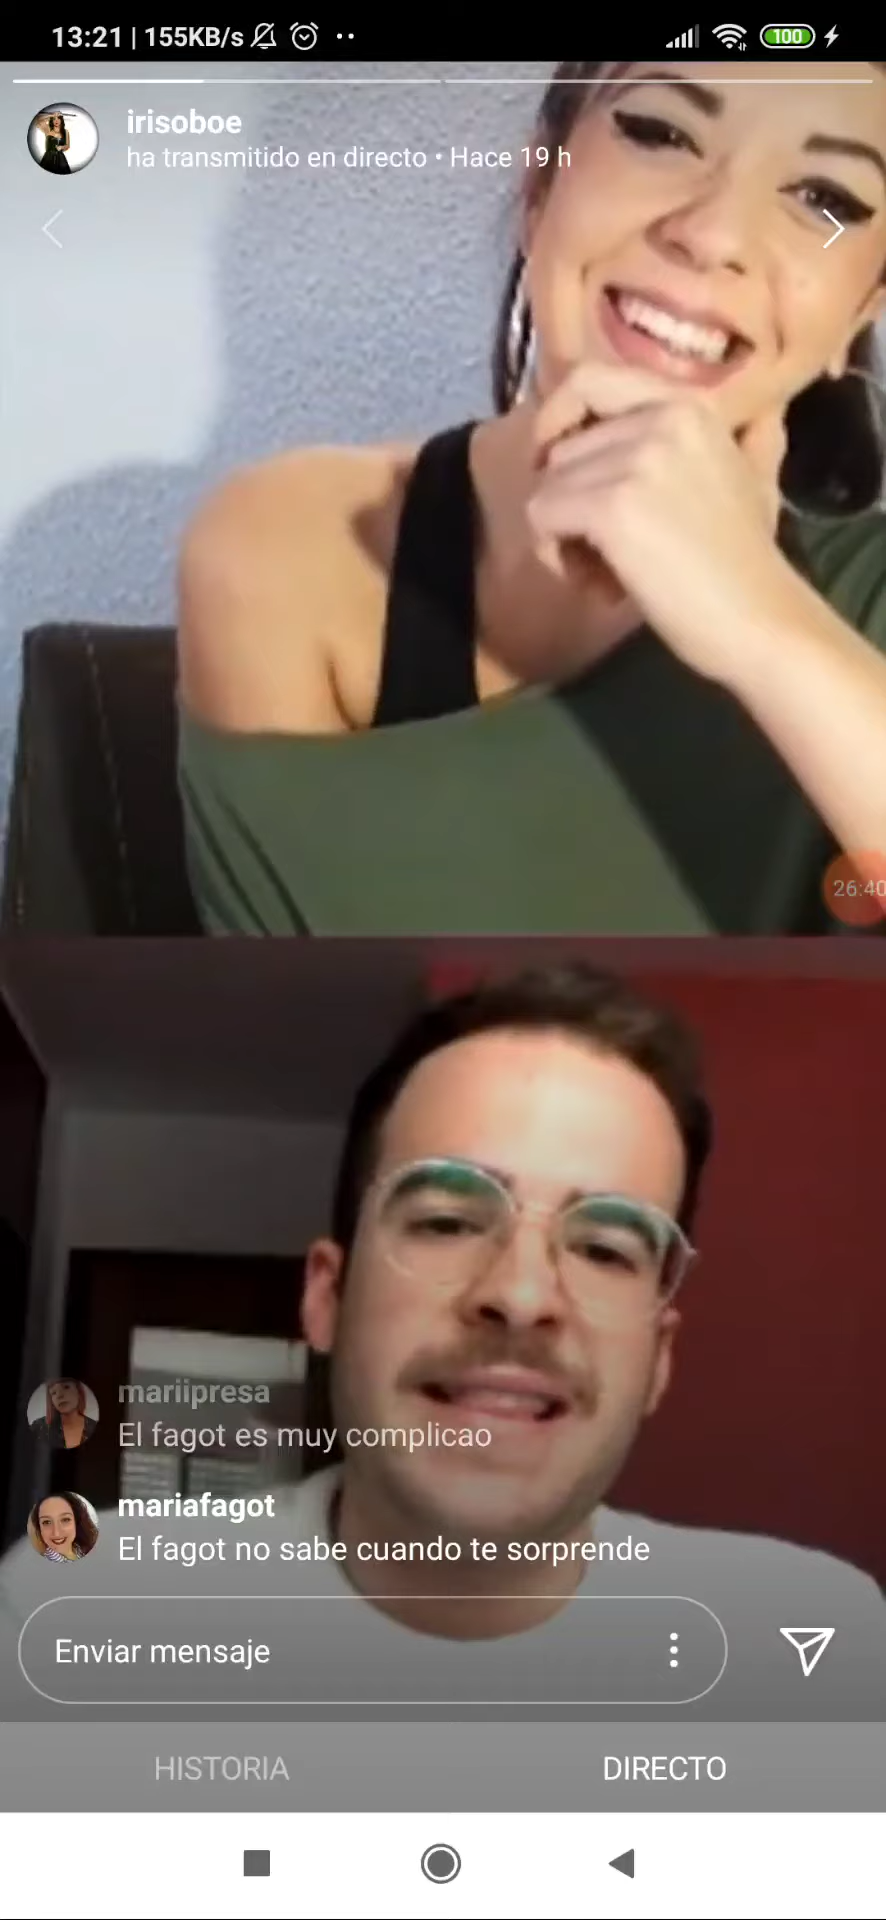 13:21 | 155KB/s
100
irisoboe
ha transmitido en directo • Hace 19 h
26:40
mariipresa
El fagot es muy complicao
mariafagot
El fagot no sabe cuando te sorprende
Enviar mensaje
HISTORIA
DIRECTO